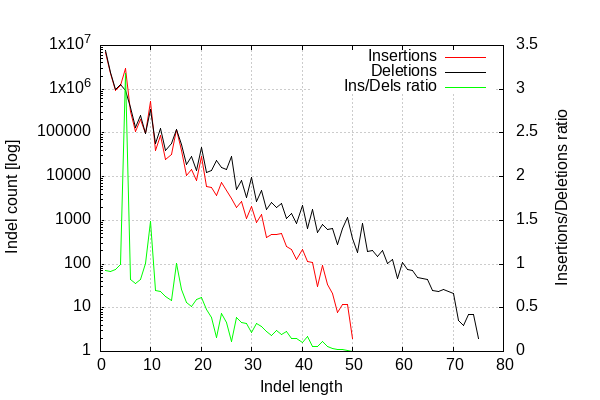 1x10^7
1x10^6
100000
10000
1000
100
10
1
Indel count [log]
Insertions
Deletions
Ins/Dels ratio
3.5
3
2.5
2
1.5
1
0.5
0
Insertions/Deletions ratio
0 10 20 30 40 50 60 70 80
Indel length